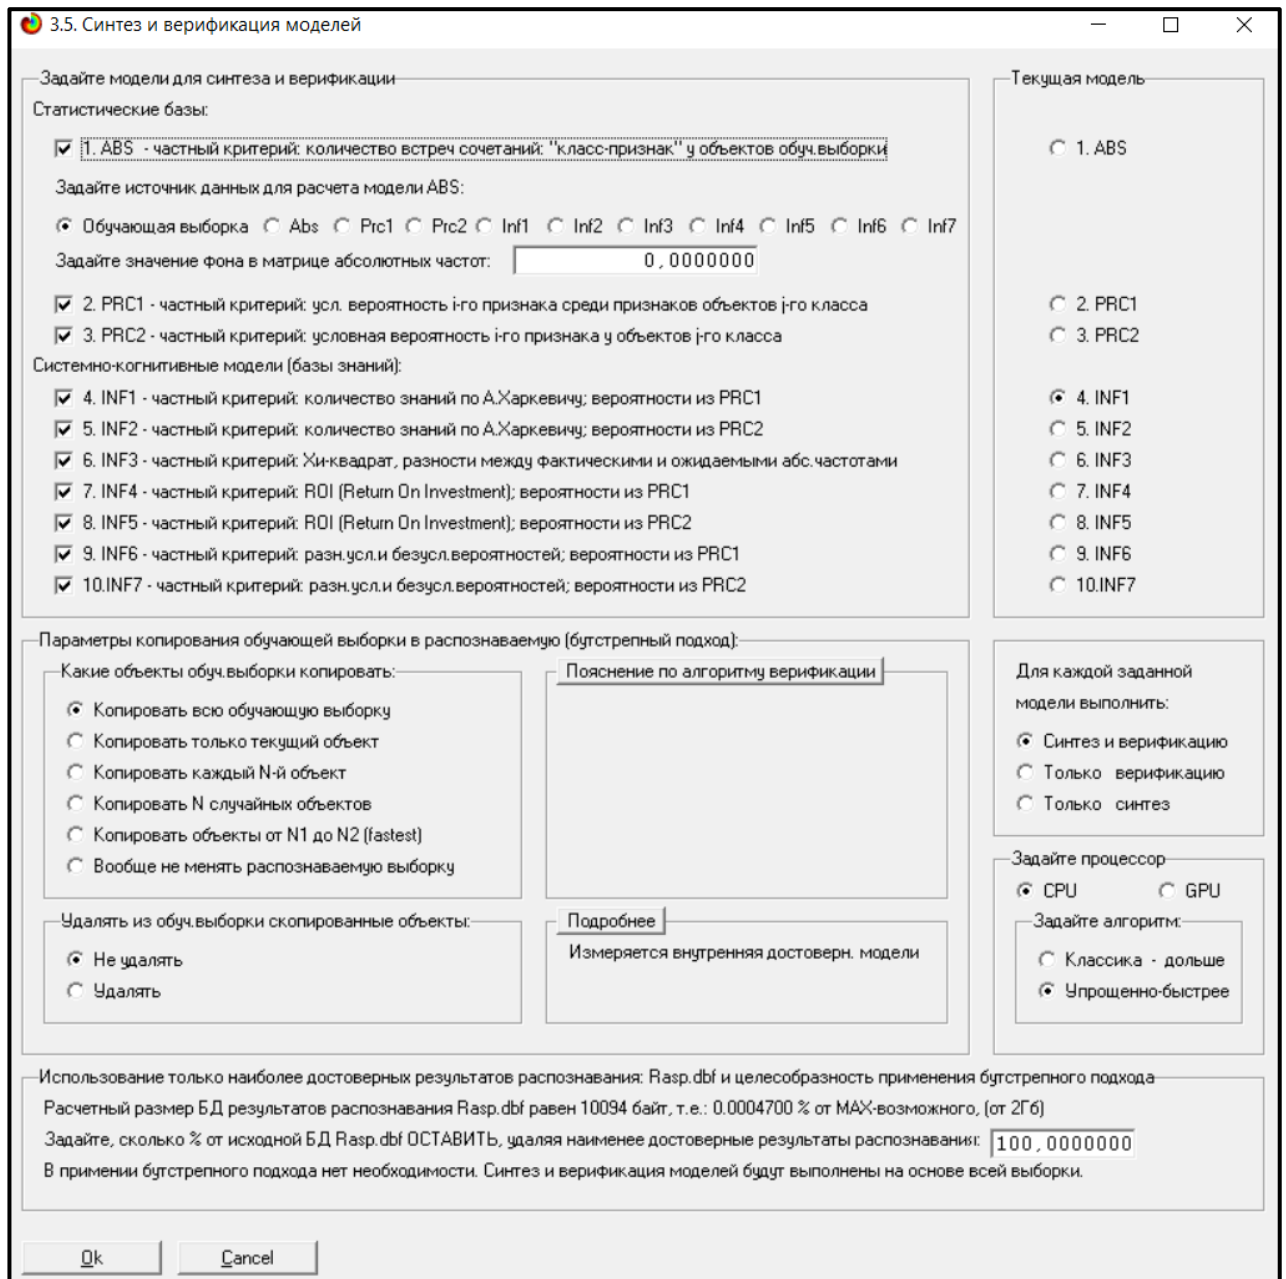 3.5. Синтез и верификация моделей
Задайте модели для синтеза и верификации
Статистические базы:
1. ABS - частный критерий: количество встреч сочетаний: "класс-признак" у объектов обуч.выборки
Задайте источник данных для расчета модели ABS:
Обучающая выборка Abs Prc1 Prc2 Inf1 Inf2 Inf3 Inf4 Inf5 Inf6 Inf7
Задайте значение фона в матрице абсолютных частот: 0,0000000
2. PRC1 - частный критерий: усл. вероятность i-го признака среди признаков объектов j-го класса
3. PRC2 - частный критерий: условная вероятность i-го признака у объектов j-го класса
Системно-когнитивные модели (базы знаний):
4. INF1 - частный критерий: количество знаний по А.Харкевичу; вероятности из PRC1
5. INF2 - частный критерий: количество знаний по А.Харкевичу; вероятности из PRC2
6. INF3 - частный критерий: Хи-квадрат, разности между фактическими и ожидаемыми абс.частотами
7. INF4 - частный критерий: ROI (Return On Investment); вероятности из PRC1
8. INF5 - частный критерий: ROI (Return On Investment); вероятности из PRC2
9. INF6 - частный критерий: разн.усл.и безусл.вероятностей; вероятности из PRC1
10.INF7 - частный критерий: разн.усл.и безусл.вероятностей; вероятности из PRC2
Текущая модель
1. ABS
2. PRC1
3. PRC2
4. INF1
5. INF2
6. INF3
7. INF4
8. INF5
9. INF6
10.INF7
Параметры копирования обучающей выборки в распознаваемую (бутстрепный подход):
Какие объекты обуч.выборки копировать:
Копировать всю обучающую выборку
Копировать только текущий объект
Копировать каждый N-й объект
Копировать N случайных объектов
Копировать объекты от N1 до N2 (fastest)
Вообще не менять распознаваемую выборку
Пояснение по алгоритму верификации
Удалять из обуч.выборки скопированные объекты:
Не удалять
Удалять
Подробнее
Измеряется внутренняя достоверн. модели
Для каждой заданной
модели выполнить:
Синтез и верификацию
Только верификацию
Только синтез
Задайте процессор
CPU GPU
Задайте алгоритм:
Классика - дольше
Упрощенно-быстрее
Использование только наиболее достоверных результатов распознавания: Rasp.dbf и целесообразность применения бутстрепного подхода
Расчетный размер БД результатов распознавания Rasp.dbf равен 10094 байт, т.е.: 0.0004700 % от MAX-возможного, (от 2Гб)
Задайте, сколько % от исходной БД Rasp.dbf ОСТАВИТЬ, удаляя наименее достоверные результаты распознавания: 100,0000000
В примении бутстрепного подхода нет необходимости. Синтез и верификация моделей будут выполнены на основе всей выборки.
Ok Cancel